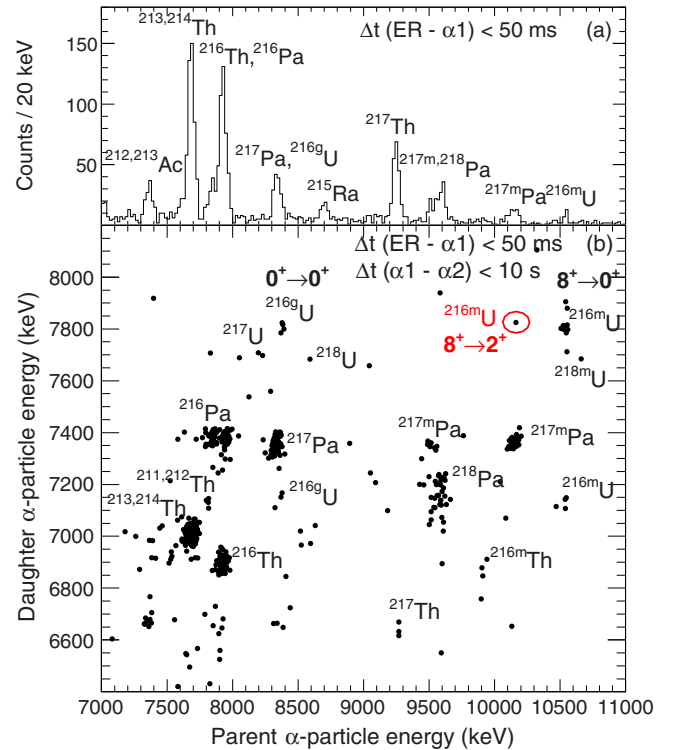 Δt (ER - α1) < 50 ms (a)
213,214Th
216Th, 216Pa
212,213Ac
217Pa, 216gU
215Ra
217Th
217m,218Pa
217mPa 216mU
Counts / 20 keV
150
100
50
Δt (ER - α1) < 50 ms (b)
Δt (α1 - α2) < 10 s
0+→0+
8+→0+
216gU
216mU
216mU
8+→2+
217U
218U
218mU
216Pa
217Pa
217mPa
217mPa
211,212Th
213,214Th
216gU
218Pa
216mU
216Th
216mTh
217Th
Daughter α-particle energy (keV)
8000
7800
7600
7400
7200
7000
6800
6600
7000 7500 8000 8500 9000 9500 10000 10500 11000
Parent α-particle energy (keV)